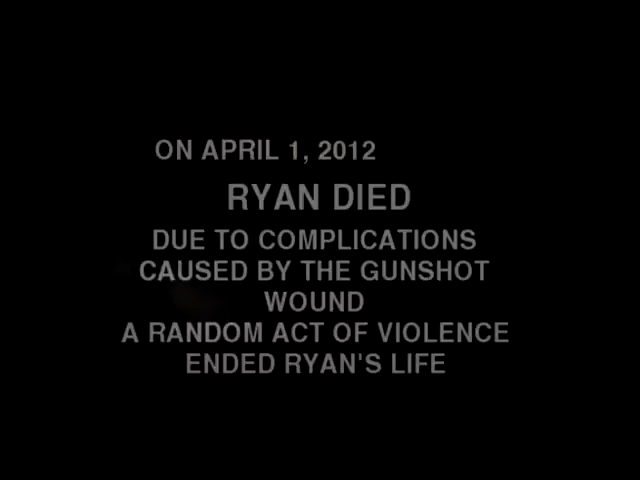 ON APRIL 1, 2012
RYAN DIED
DUE TO COMPLICATIONS
CAUSED BY THE GUNSHOT
WOUND
A RANDOM ACT OF VIOLENCE
ENDED RYAN'S LIFE